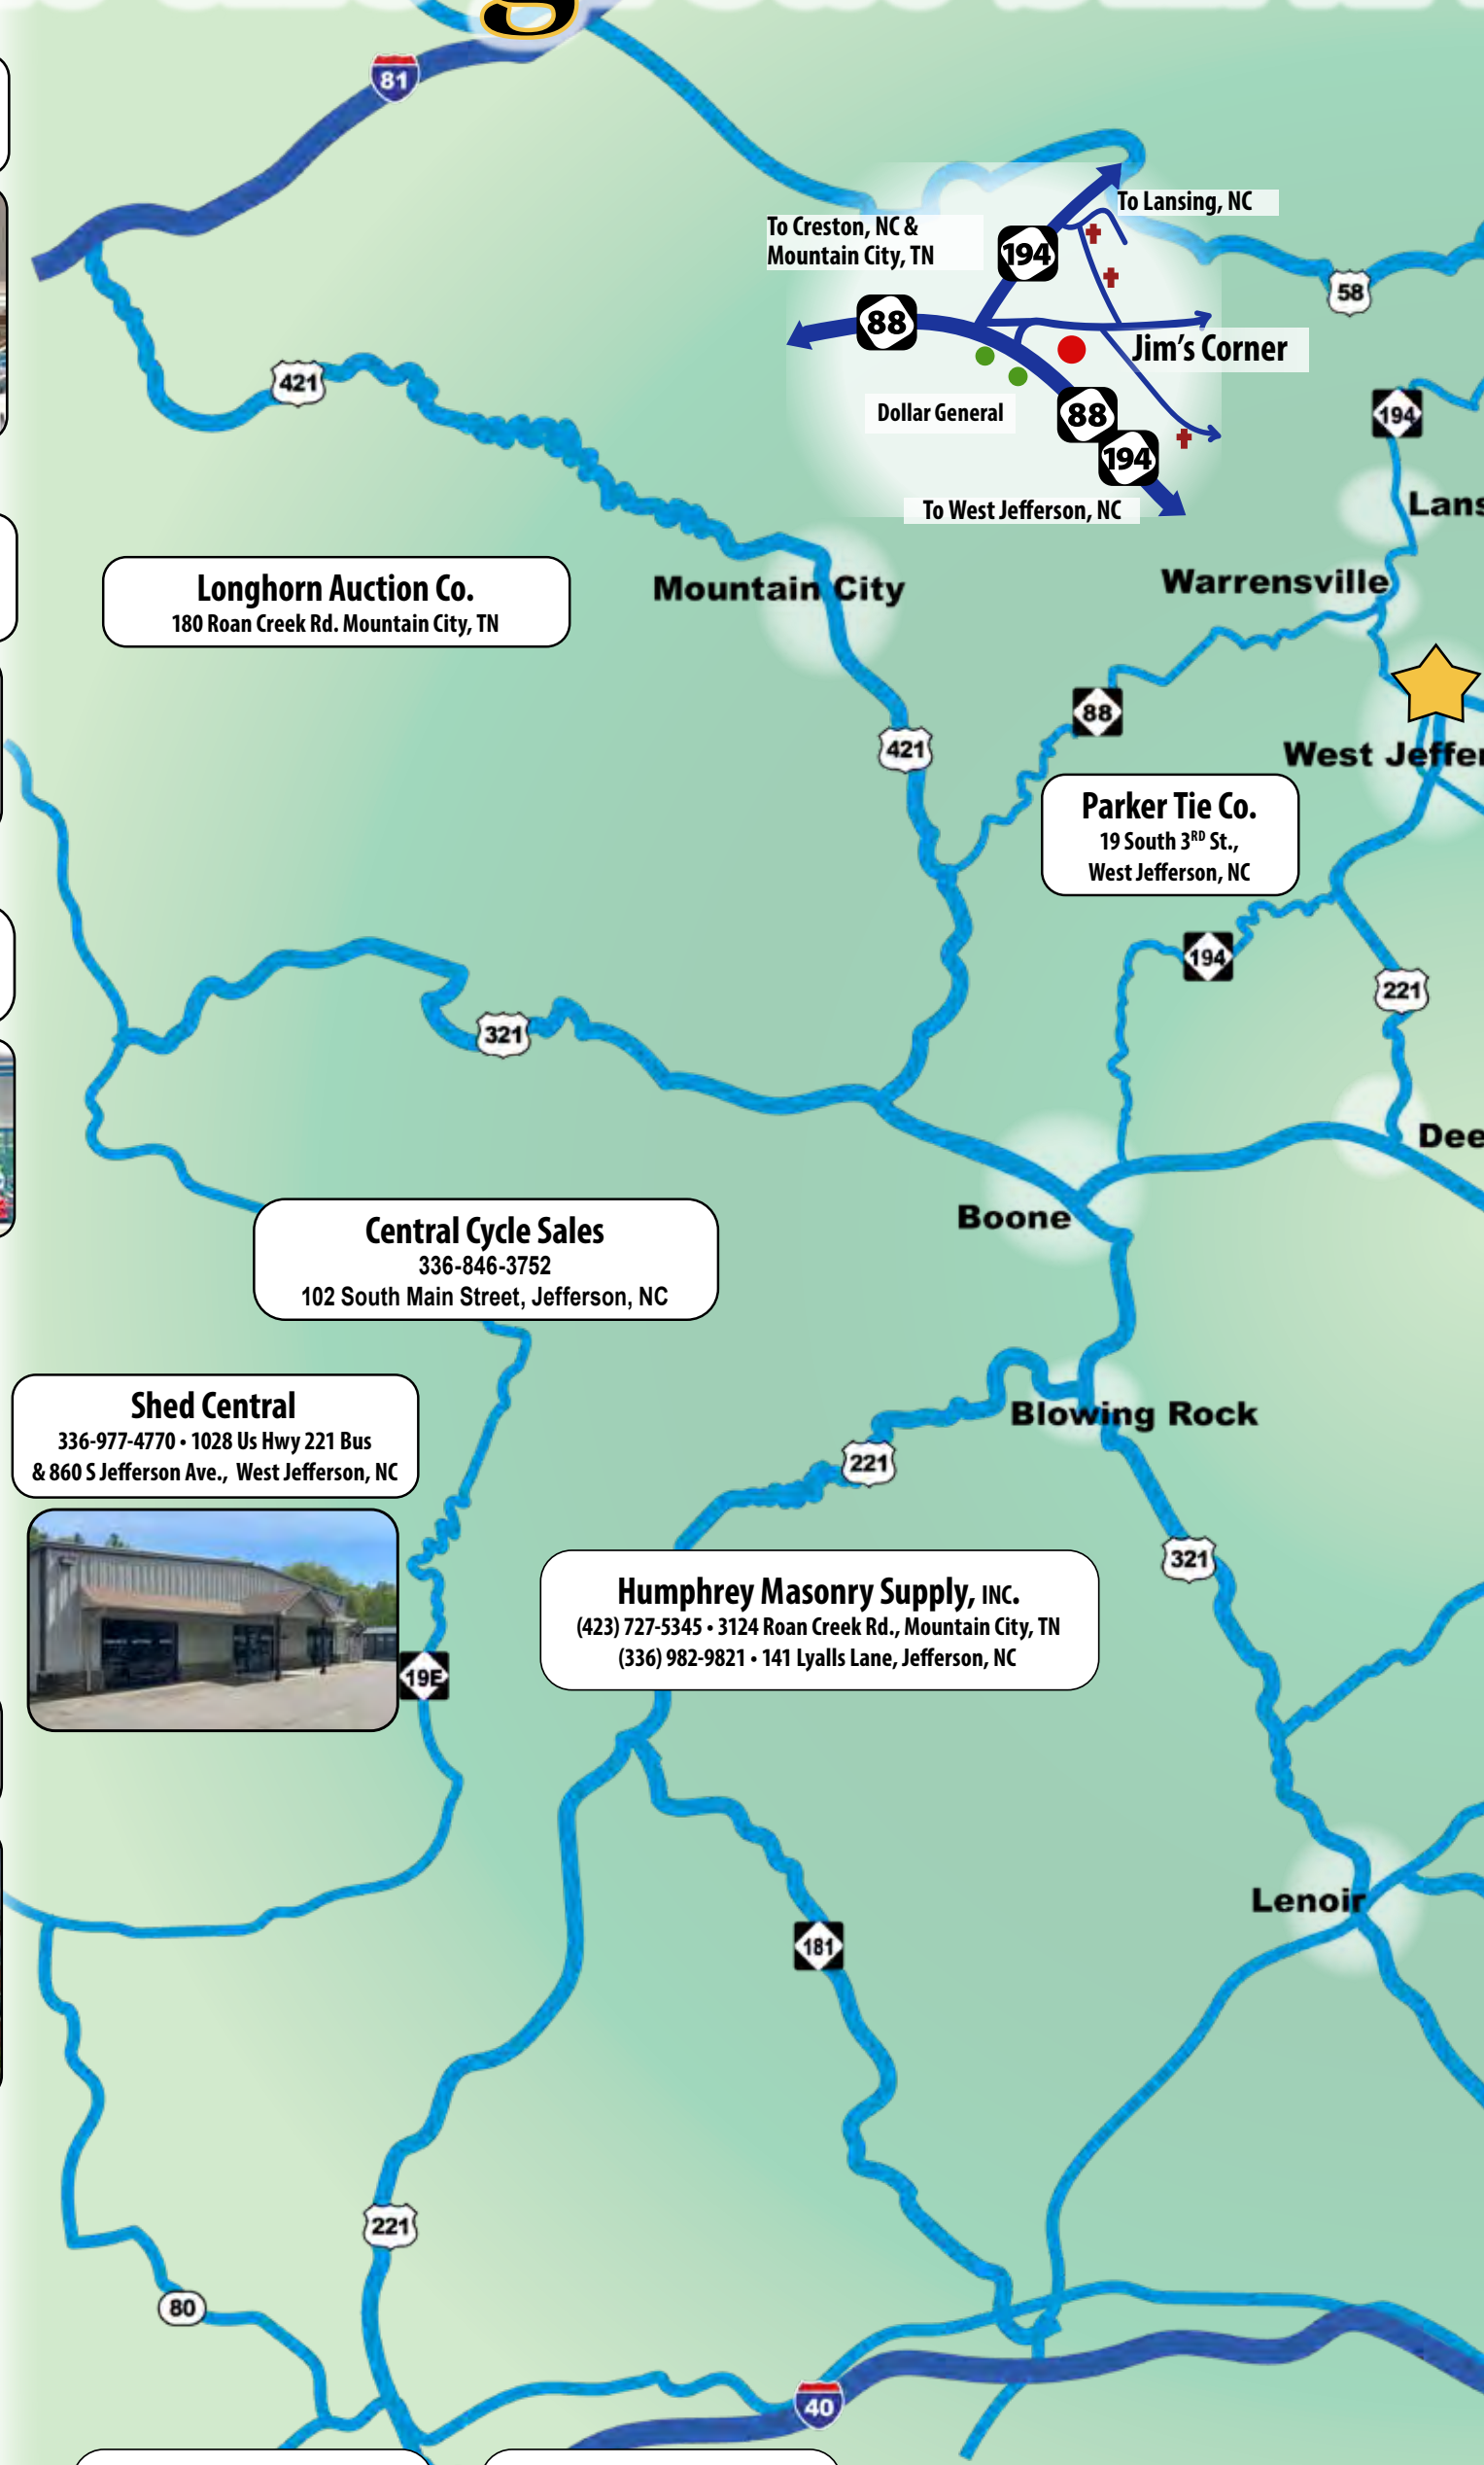 81
To Lansing, NC
To Creston, NC &
Mountain City, TN
194
58
88
Jim's Corner
421
194
Dollar General
88
194
To West Jefferson, NC
Longhorn Auction Co.
180 Roan Creek Rd. Mountain City, TN
Mountain City
Warrensville
88
421
Parker Tie Co.
19 South 3RD St.,
West Jefferson, NC
194
221
321
Boone
Central Cycle Sales
336-846-3752
102 South Main Street, Jefferson, NC
Shed Central
336-977-4770 • 1028 Us Hwy 221 Bus
& 860 S Jefferson Ave., West Jefferson, NC
Blowing Rock
221
321
Humphrey Masonry Supply, INC.
(423) 727-5345 • 3124 Roan Creek Rd., Mountain City, TN
(336) 982-9821 • 141 Lyalls Lane, Jefferson, NC
19E
Lenoir
181
221
80
40